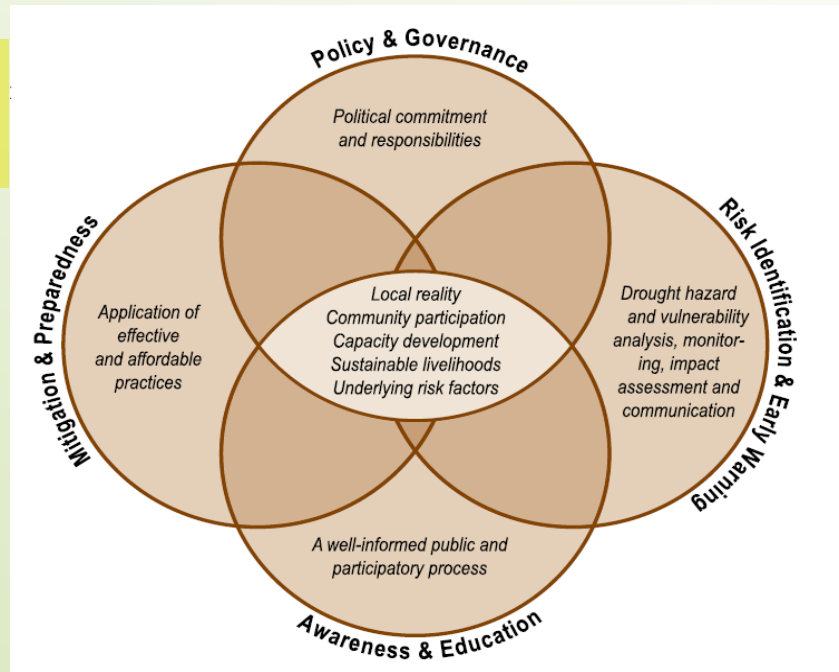 Policy & Governance
Political commitment
and responsibilities
Mitigation & Preparedness
Application of
effective
and affordable
practices
Local reality
Community participation
Capacity development
Sustainable livelihoods
Underlying risk factors
Risk Identification & Early Warning
Drought hazard
and vulnerability
analysis, monitor-
ing, impact
assessment and
communication
A well-informed public and
participatory process
Awareness & Education